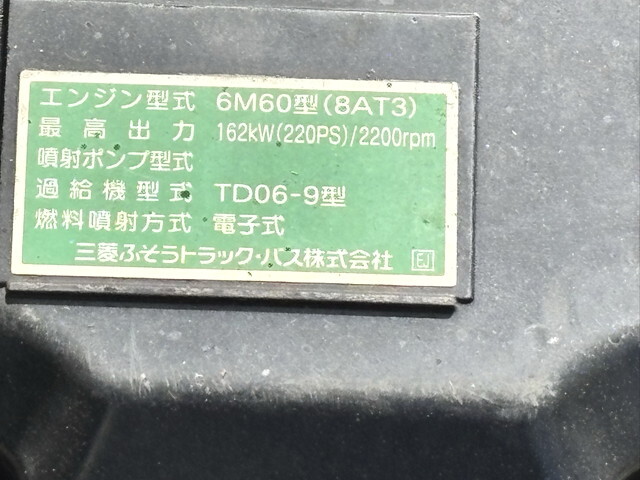 エンジン型式 6M60型(8AT3)
最高出力 162kW(220PS)/2200rpm
噴射ポンプ型式
過給機型式 TD06-9型
燃料噴射方式 電子式
三菱ふそうトラック・バス株式会社 EJ